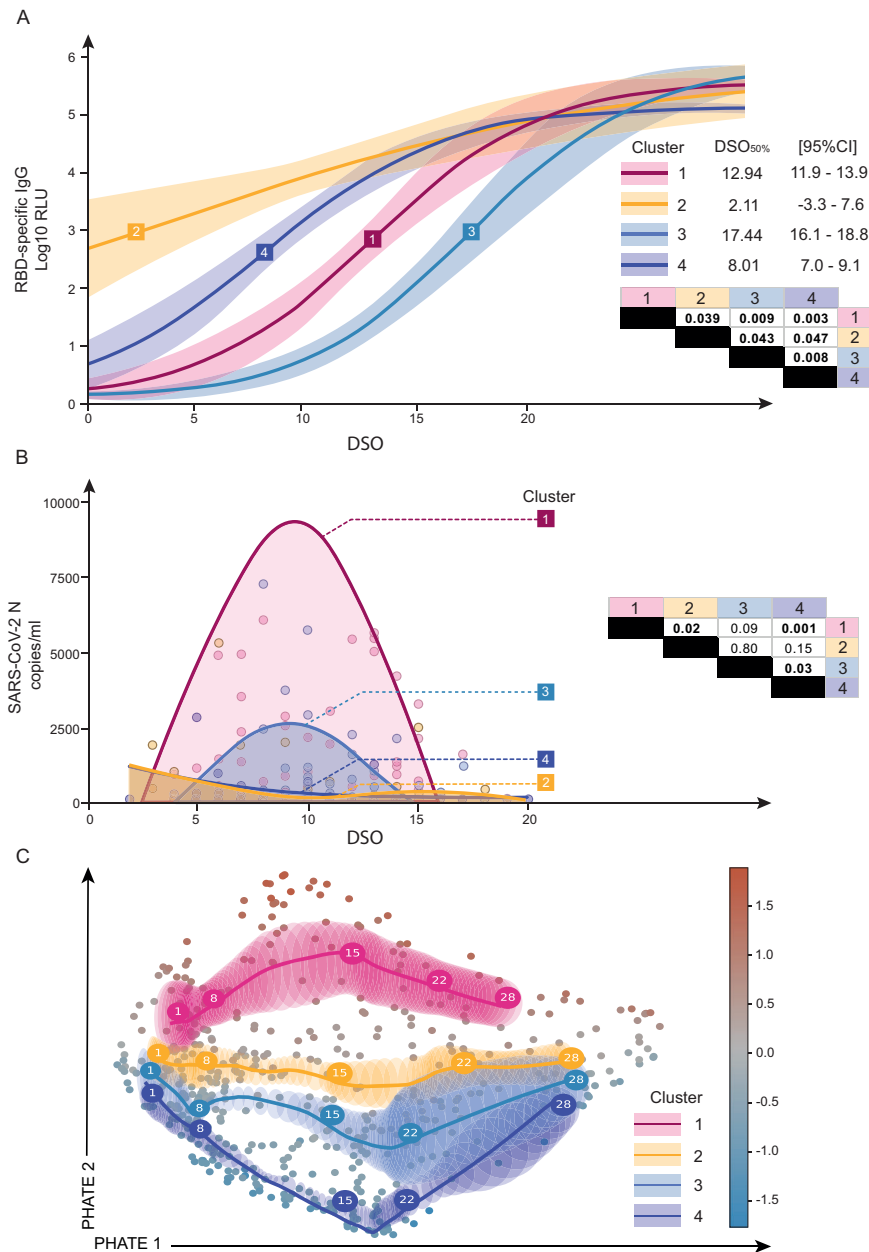 A
RBD-specific IgG
Log10 RLU
6
5
4
3
2
1
0
2
4
1
3
0
5
10
15
20
DSO
Cluster DSO50% [95%CI]
1 12.94 11.9 - 13.9
2 2.11 -3.3 - 7.6
3 17.44 16.1 - 18.8
4 8.01 7.0 - 9.1
1 2 3 4
0.039 0.009 0.003 1
0.043 0.047 2
0.008 3
4
B
SARS-CoV-2 N
copies/ml
10000
7500
5000
2500
0
0
5
10
15
20
DSO
Cluster
1
3
4
2
1 2 3 4
0.02 0.09 0.001 1
0.80 0.15 2
0.03 3
4
C
PHATE 2
PHATE 1
1 8 15 22 28
1 8 15 22 28
1 8 15 22 28
1 8 15 22 28
1.5
1.0
0.5
0.0
-0.5
-1.0
-1.5
Cluster
1
2
3
4